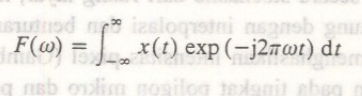 F(ω) = ∫_{-∞}^{∞} x(t) exp (−j2πωt) dt